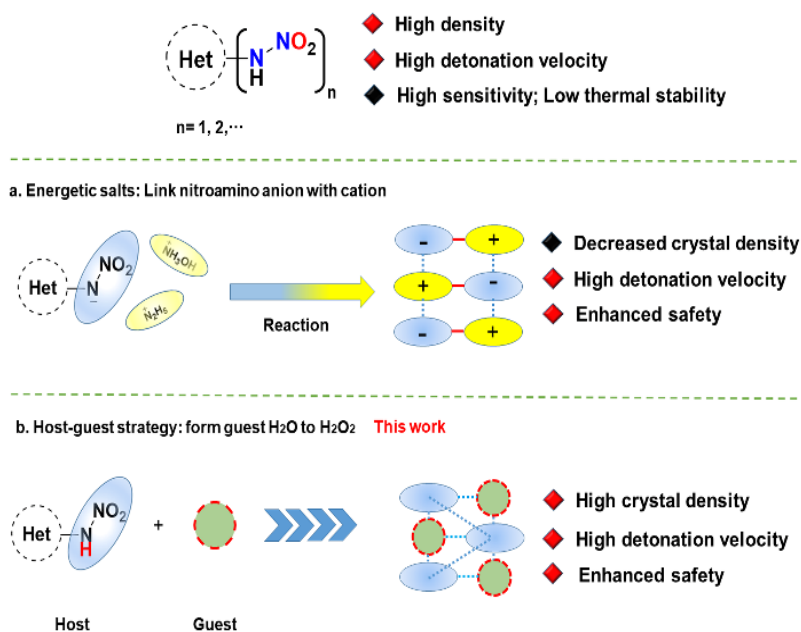 High density
Het
N
H
NO2
n
High detonation velocity
High sensitivity; Low thermal stability
n= 1, 2,···
a. Energetic salts: Link nitroamino anion with cation
Het
N
–
NO2
+
NH3OH
+
N2H5
Reaction
- +
+ -
- +
Decreased crystal density
High detonation velocity
Enhanced safety
b. Host-guest strategy: form guest H2O to H2O2 This work
Het
N
H
NO2
+
High crystal density
High detonation velocity
Enhanced safety
Host Guest